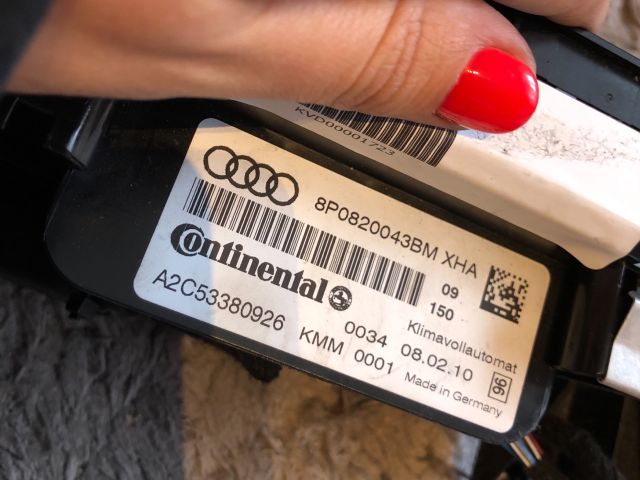 KVD00001723
8P0820043BM XHA
Continental
09
150
A2C53380926
Klimavollautomat
KMM
0034
0001
08.02.10
Made in Germany
96